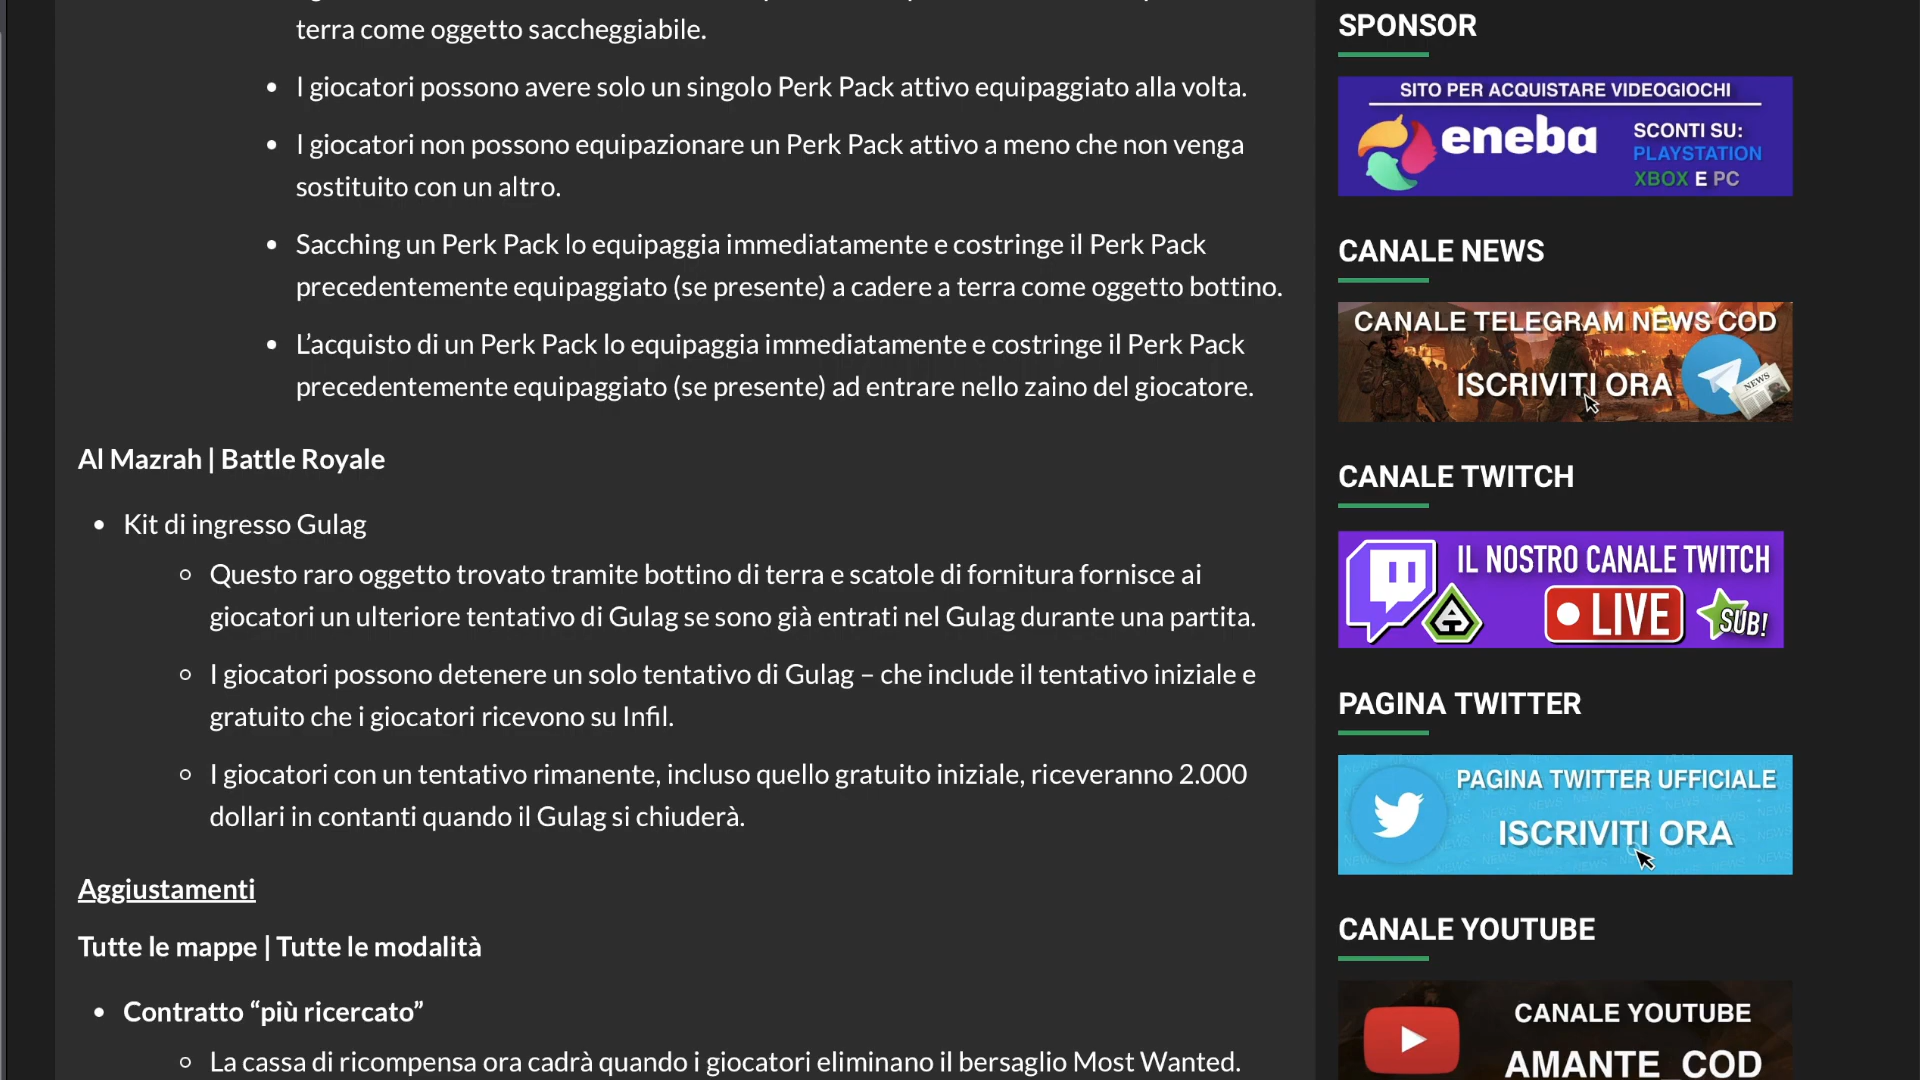 terra come oggetto saccheggiabile.
I giocatori possono avere solo un singolo Perk Pack attivo equipaggiato alla volta.
I giocatori non possono equipazionare un Perk Pack attivo a meno che non venga
sostituito con un altro.
Sacching un Perk Pack lo equipaggia immediatamente e costringe il Perk Pack
precedentemente equipaggiato (se presente) a cadere a terra come oggetto bottino.
L’acquisto di un Perk Pack lo equipaggia immediatamente e costringe il Perk Pack
precedentemente equipaggiato (se presente) ad entrare nello zaino del giocatore.
Al Mazrah | Battle Royale
Kit di ingresso Gulag
Questo raro oggetto trovato tramite bottino di terra e scatole di fornitura fornisce ai
giocatori un ulteriore tentativo di Gulag se sono già entrati nel Gulag durante una partita.
I giocatori possono detenere un solo tentativo di Gulag – che include il tentativo iniziale e
gratuito che i giocatori ricevono su Infil.
I giocatori con un tentativo rimanente, incluso quello gratuito iniziale, riceveranno 2.000
dollari in contanti quando il Gulag si chiuderà.
Aggiustamenti
Tutte le mappe | Tutte le modalità
Contratto “più ricercato”
La cassa di ricompensa ora cadrà quando i giocatori eliminano il bersaglio Most Wanted.
SPONSOR
SITO PER ACQUISTARE VIDEOGIOCHI
eneba
SCONTI SU:
PLAYSTATION
XBOX E PC
CANALE NEWS
CANALE TELEGRAM NEWS COD
ISCRIVITI ORA
NEWS
CANALE TWITCH
IL NOSTRO CANALE TWITCH
LIVE
SUB!
PAGINA TWITTER
PAGINA TWITTER UFFICIALE
ISCRIVITI ORA
CANALE YOUTUBE
CANALE YOUTUBE
AMANTE_COD